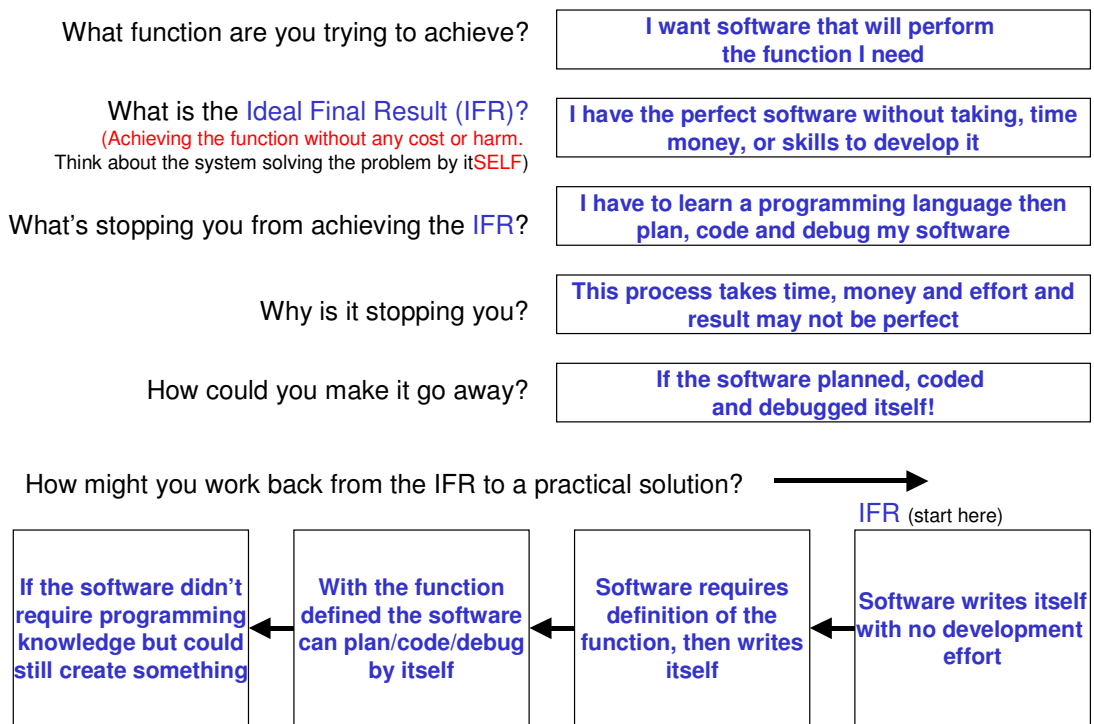 What function are you trying to achieve?
I want software that will perform
the function I need
What is the Ideal Final Result (IFR)?
(Achieving the function without any cost or harm.
Think about the system solving the problem by itSELF)
I have the perfect software without taking, time
money, or skills to develop it
What's stopping you from achieving the IFR?
I have to learn a programming language then
plan, code and debug my software
Why is it stopping you?
This process takes time, money and effort and
result may not be perfect
How could you make it go away?
If the software planned, coded
and debugged itself!
How might you work back from the IFR to a practical solution?
IFR (start here)
If the software didn't
require programming
knowledge but could
still create something
With the function
defined the software
can plan/code/debug
by itself
Software requires
definition of the
function, then writes
itself
Software writes itself
with no development
effort